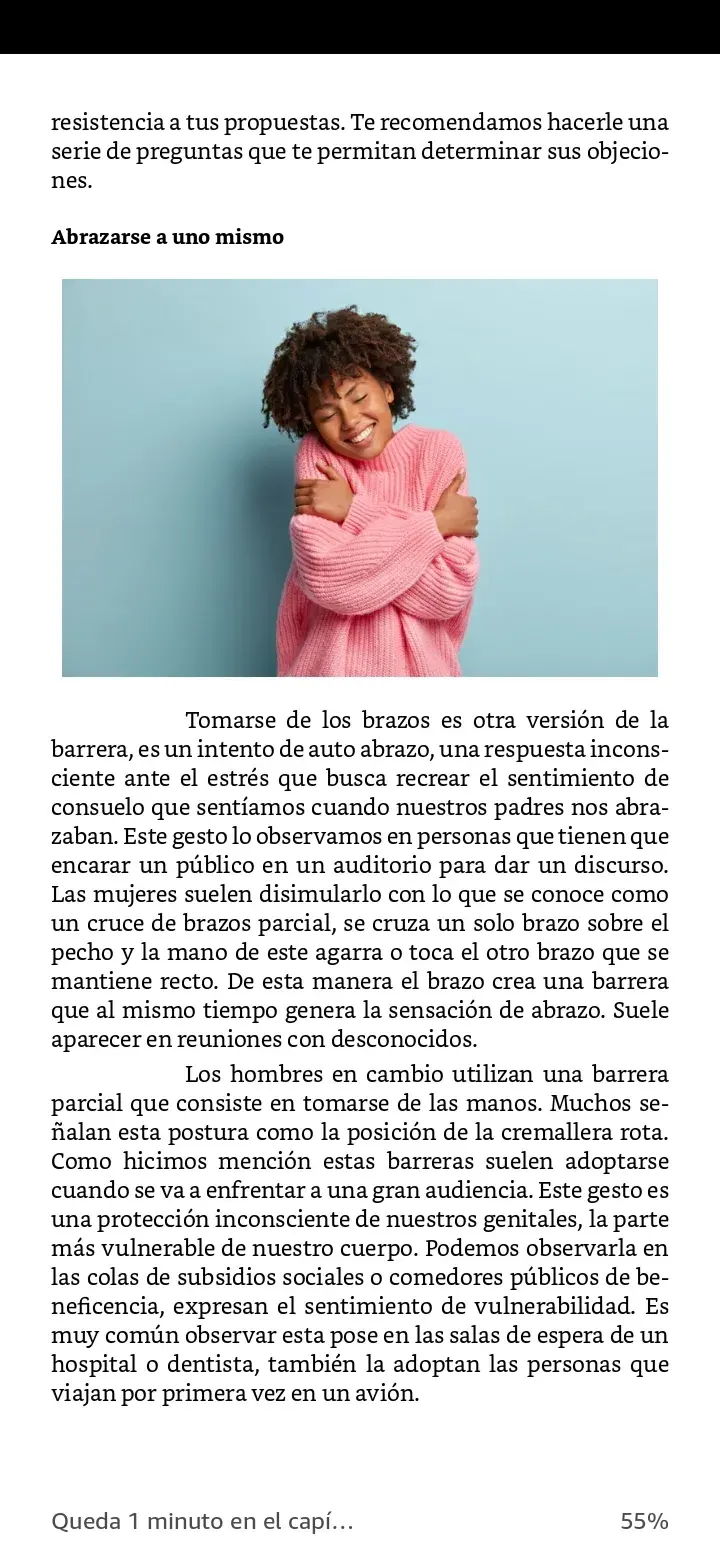 resistencia a tus propuestas. Te recomendamos hacerle una
serie de preguntas que te permitan determinar sus objecio-
nes.
Abrazarse a uno mismo
Tomarse de los brazos es otra versión de la
barrera, es un intento de auto abrazo, una respuesta incons-
ciente ante el estrés que busca recrear el sentimiento de
consuelo que sentíamos cuando nuestros padres nos abra-
zaban. Este gesto lo observamos en personas que tienen que
encarar un público en un auditorio para dar un discurso.
Las mujeres suelen disimularlo con lo que se conoce como
un cruce de brazos parcial, se cruza un solo brazo sobre el
pecho y la mano de este agarra o toca el otro brazo que se
mantiene recto. De esta manera el brazo crea una barrera
que al mismo tiempo genera la sensación de abrazo. Suele
aparecer en reuniones con desconocidos.
Los hombres en cambio utilizan una barrera
parcial que consiste en tomarse de las manos. Muchos se-
ñalan esta postura como la posición de la cremallera rota.
Como hicimos mención estas barreras suelen adoptarse
cuando se va a enfrentar a una gran audiencia. Este gesto es
una protección inconsciente de nuestros genitales, la parte
más vulnerable de nuestro cuerpo. Podemos observarla en
las colas de subsidios sociales o comedores públicos de be-
neficencia, expresan el sentimiento de vulnerabilidad. Es
muy común observar esta pose en las salas de espera de un
hospital o dentista, también la adoptan las personas que
viajan por primera vez en un avión.
Queda 1 minuto en el capí… 55%